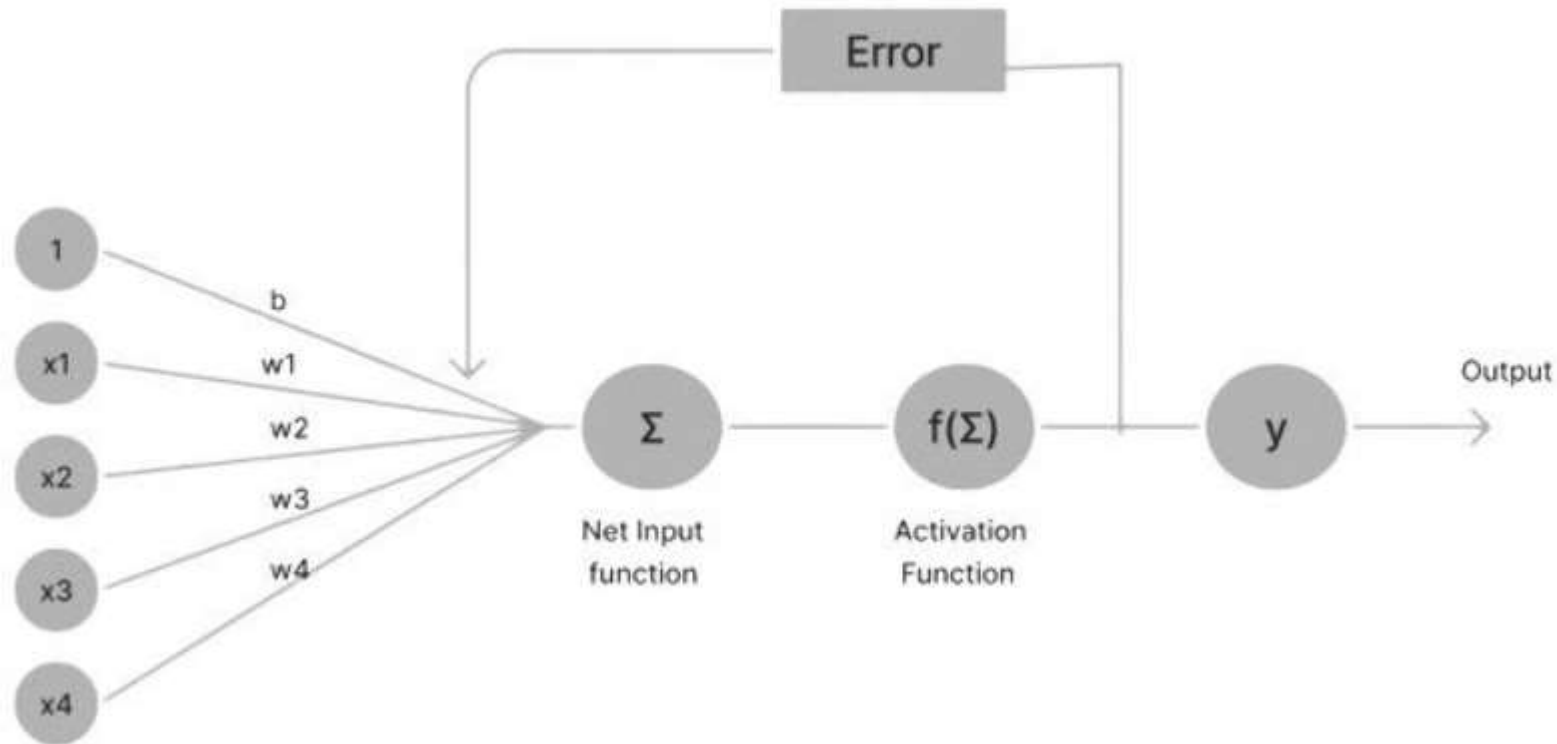 Error
1
b
x1
w1
w2
x2
w3
x3
w4
x4
Σ
Net Input
function
f(Σ)
Activation
Function
y
Output